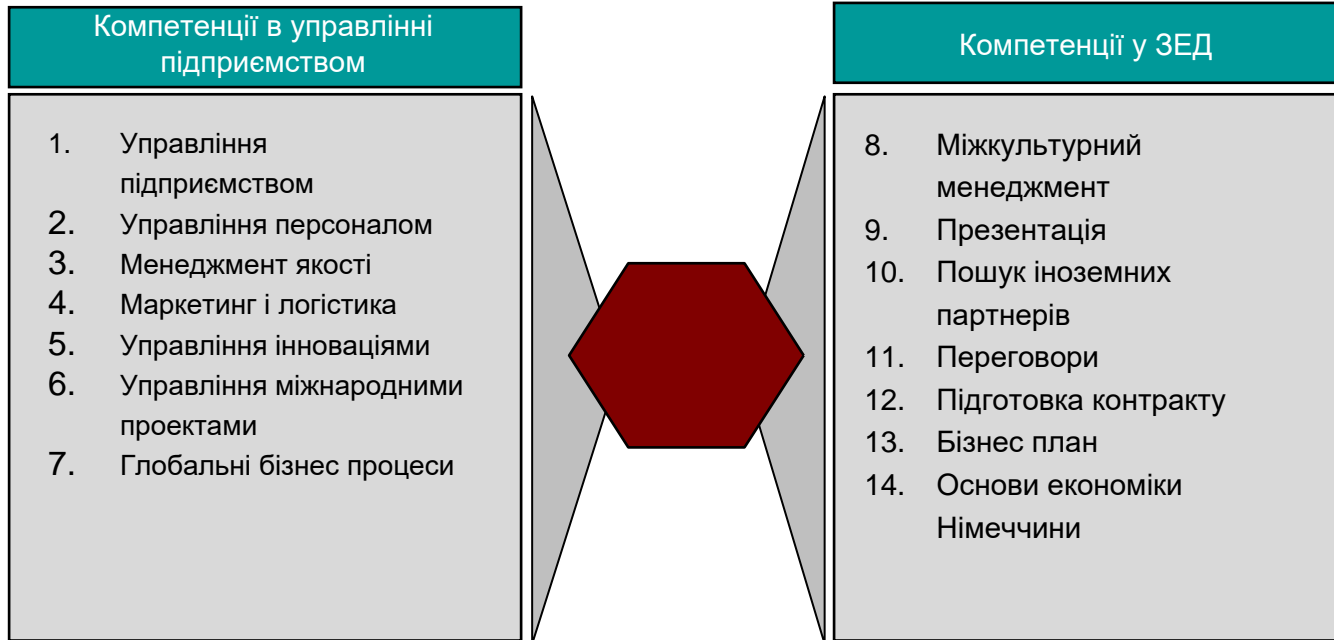 Компетенції в управлінні
підприємством
1. Управління
підприємством
2. Управління персоналом
3. Менеджмент якості
4. Маркетинг і логістика
5. Управління інноваціями
6. Управління міжнародними
проектами
7. Глобальні бізнес процеси
Компетенції у ЗЕД
8. Міжкультурний
менеджмент
9. Презентація
10. Пошук іноземних
партнерів
11. Переговори
12. Підготовка контракту
13. Бізнес план
14. Основи економіки
Німеччини